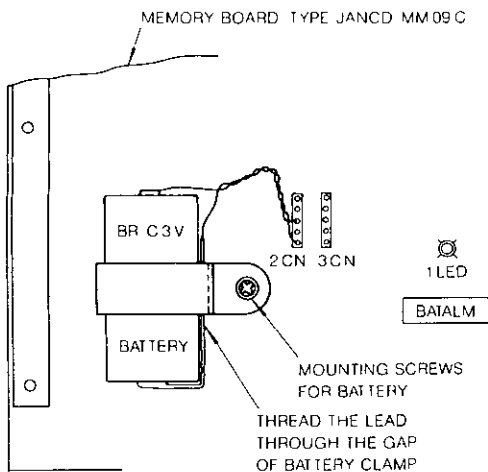 MEMORY BOARD TYPE JANCD MM09C
BR C3V
2CN 3CN
1LED
BATALM
BATTERY
MOUNTING SCREWS
FOR BATTERY
THREAD THE LEAD
THROUGH THE GAP
OF BATTERY CLAMP